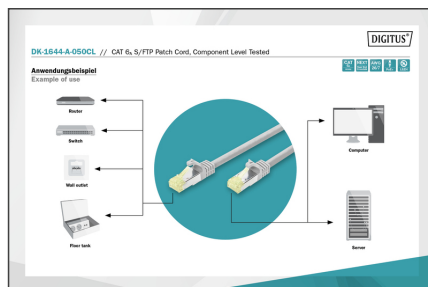 DIGITUS®
DK-1644-A-050CL // CAT 6A S/FTP Patch Cord, Component Level Tested
Anwendungsbeispiel
Example of use
Router
Switch
Wall outlet
Floor tank
Computer
Server